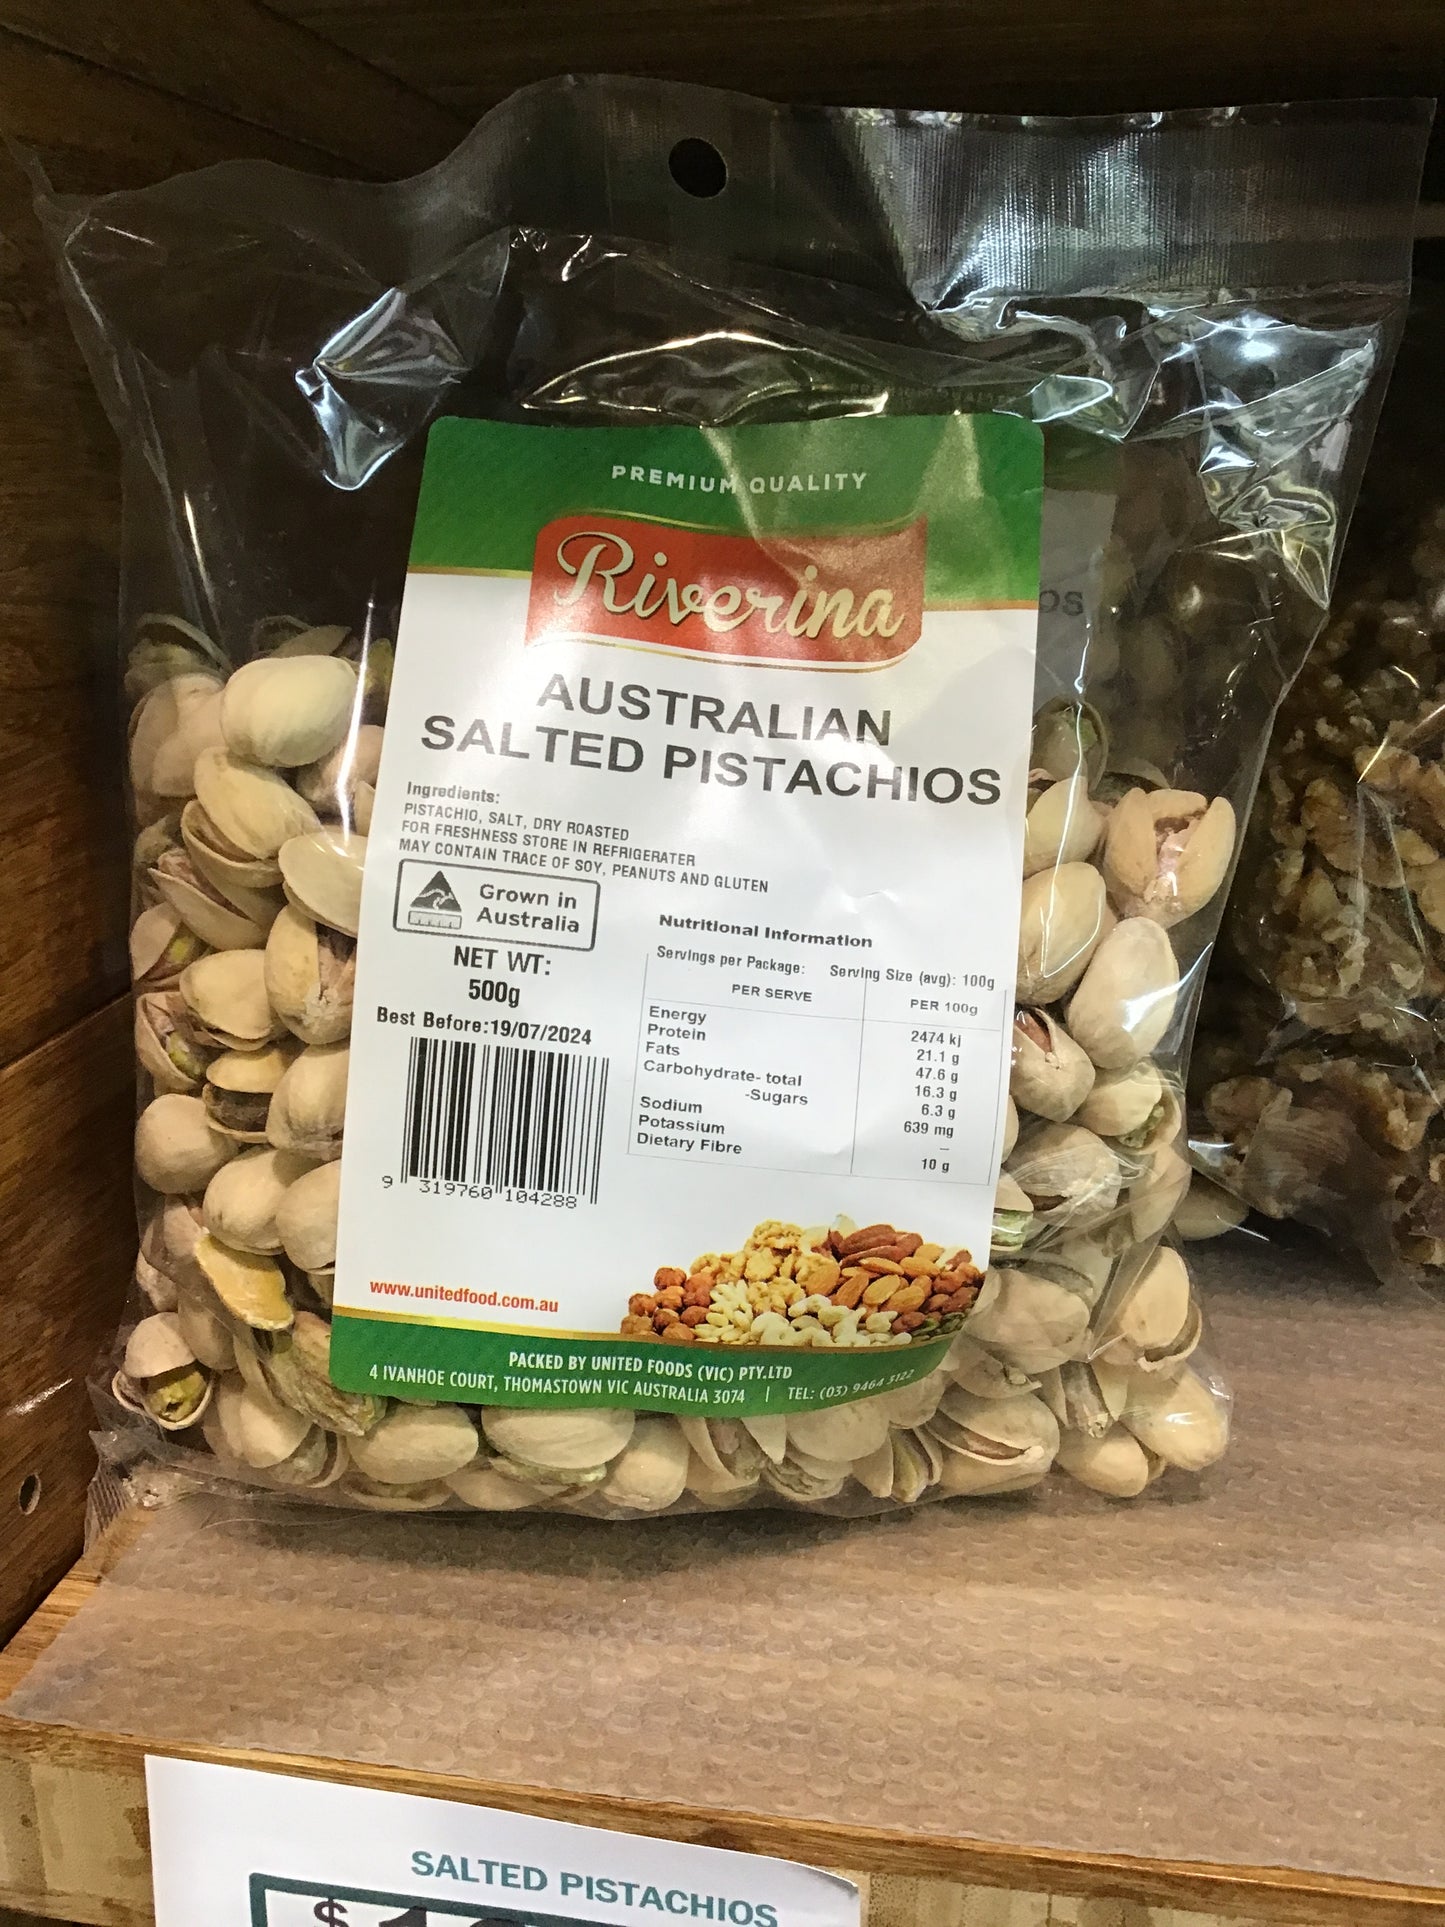 PREMIUM QUALITY
Riverina
AUSTRALIAN
SALTED PISTACHIOS
Ingredients:
PISTACHIO, SALT, DRY ROASTED
FOR FRESHNESS STORE IN REFRIGERATER
MAY CONTAIN TRACE OF SOY, PEANUTS AND GLUTEN
Grown in
Australia
NET WT:
500g
Best Before:19/07/2024
9 319760 104288
Nutritional Information
Servings per Package: Serving Size (avg): 100g
PER SERVE PER 100g
Energy 2474 kj
Protein 21.1 g
Fats 47.6 g
Carbohydrate- total 16.3 g
-Sugars 6.3 g
Sodium 639 mg
Potassium --
Dietary Fibre 10 g
www.unitedfood.com.au
PACKED BY UNITED FOODS (VIC) PTY.LTD
4 IVANHOE COURT, THOMASTOWN VIC AUSTRALIA 3074 | TEL: (03) 9464 3122
OS
SALTED PISTACHIOS
$